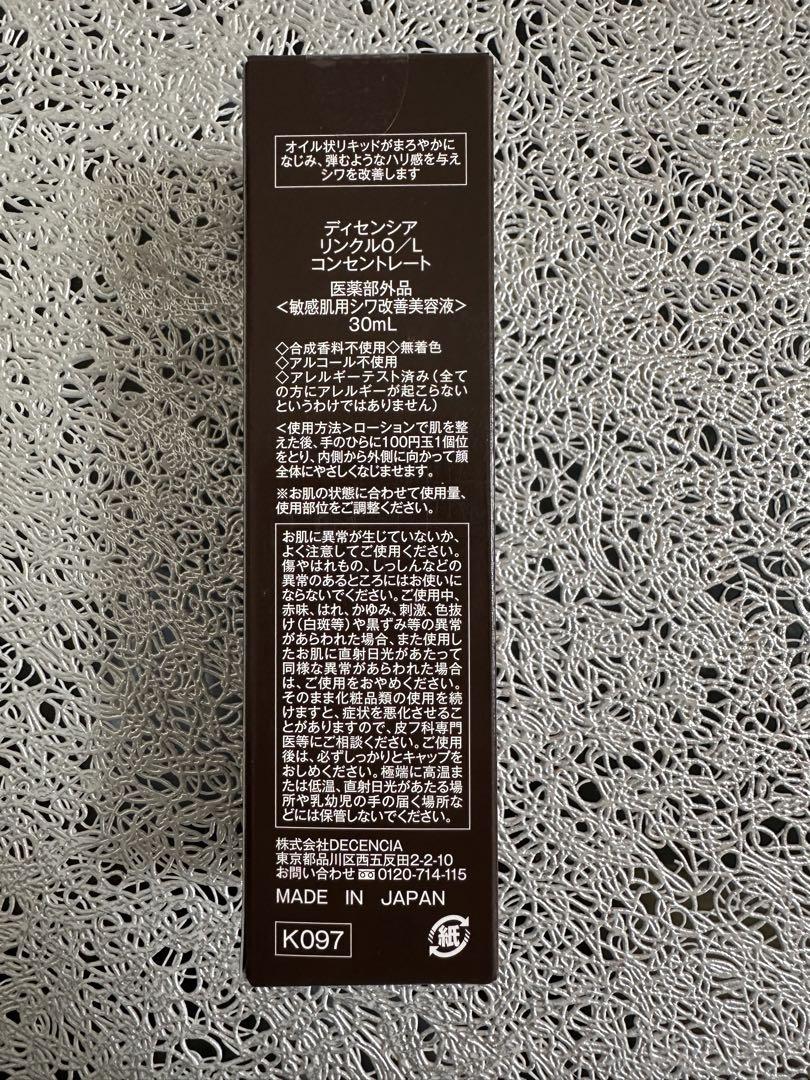 オイル状リキッドがまろやかに
なじみ、弾むようなハリ感を与え
シワを改善します
ディセンシア
リンクルO／L
コンセントレート
医薬部外品
＜敏感肌用シワ改善美容液＞
30mL
◇合成香料不使用◇無着色
◇アルコール不使用
◇アレルギーテスト済み（全て
の方にアレルギーが起こらない
というわけではありません）
＜使用方法＞ローションで肌を整
えた後、手のひらに100円玉1個位
をとり、内側から外側に向かって顔
全体にやさしくなじませます。
※お肌の状態に合わせて使用量、
使用部位をご調整ください。
お肌に異常が生じていないか、
よく注意してご使用ください。
傷やはれもの、しっしんなどの
異常のあるところにはお使いに
ならないでください。ご使用中、
赤味、はれ、かゆみ、刺激、色抜
け（白斑等）や黒ずみ等の異常
があらわれた場合、また使用し
たお肌に直射日光があたって
同様な異常があらわれた場合
は、ご使用をおやめください。
そのまま化粧品類の使用を続
けますと、症状を悪化させるこ
とがありますので、皮フ科専門
医等にご相談ください。ご使用
後は、必ずしっかりとキャップを
おしめください。極端に高温ま
たは低温、直射日光があたる場
所や乳幼児の手の届く場所な
どには保管しないでください。
株式会社DECENCIA
東京都品川区西五反田2-2-10
お問い合わせ 0120-714-115
MADE IN JAPAN
K097
紙